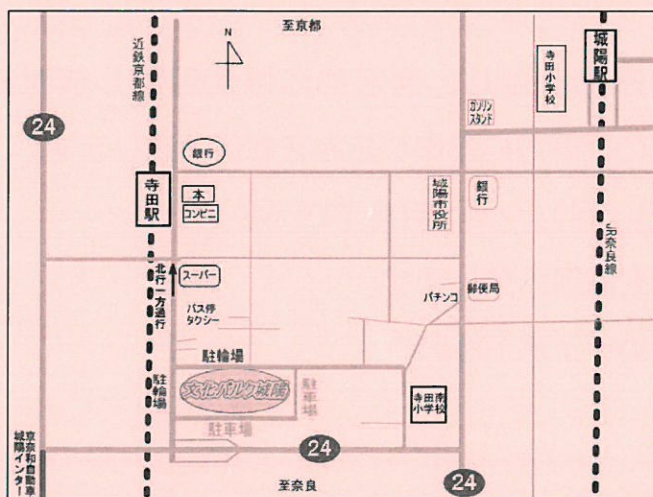 至京都
近鉄京都線
N
城陽駅
寺田小学校
ガソリン
スタンド
24
銀行
寺田駅
本
コンビニ
城陽市役所
銀行
JR奈良線
北行一方通行
スーパー
バス停
タクシー
パチンコ
郵便局
駐輪場
駐輪場
文化パルク城陽
駐車場
寺田南
小学校
駐車場
京奈和自動車
城陽インター
24
至奈良
24